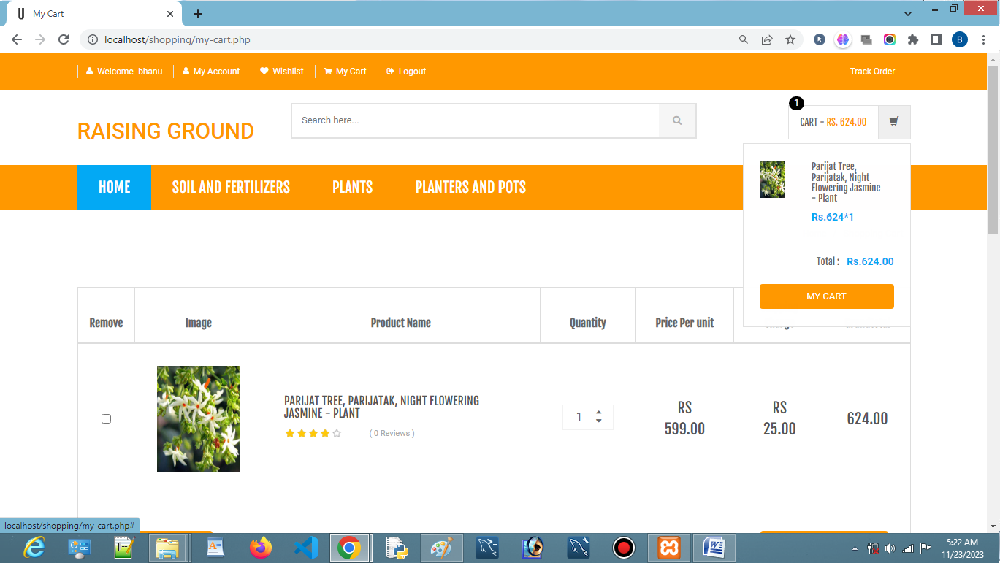 My Cart
localhost/shopping/my-cart.php
B
Welcome -bhanu
My Account
Wishlist
My Cart
Logout
Track Order
RAISING GROUND
Search here...
1
CART - RS. 624.00
HOME
SOIL AND FERTILIZERS
PLANTS
PLANTERS AND POTS
Parijat Tree,
Parijatak, Night
Flowering Jasmine
- Plant
Rs.624*1
Total : Rs.624.00
MY CART
Remove
Image
Product Name
Quantity
Price Per unit
PARIJAT TREE, PARIJATAK, NIGHT FLOWERING
JASMINE - PLANT
( 0 Reviews )
1
RS
599.00
RS
25.00
624.00
localhost/shopping/my-cart.php#
5:22 AM
11/23/2023